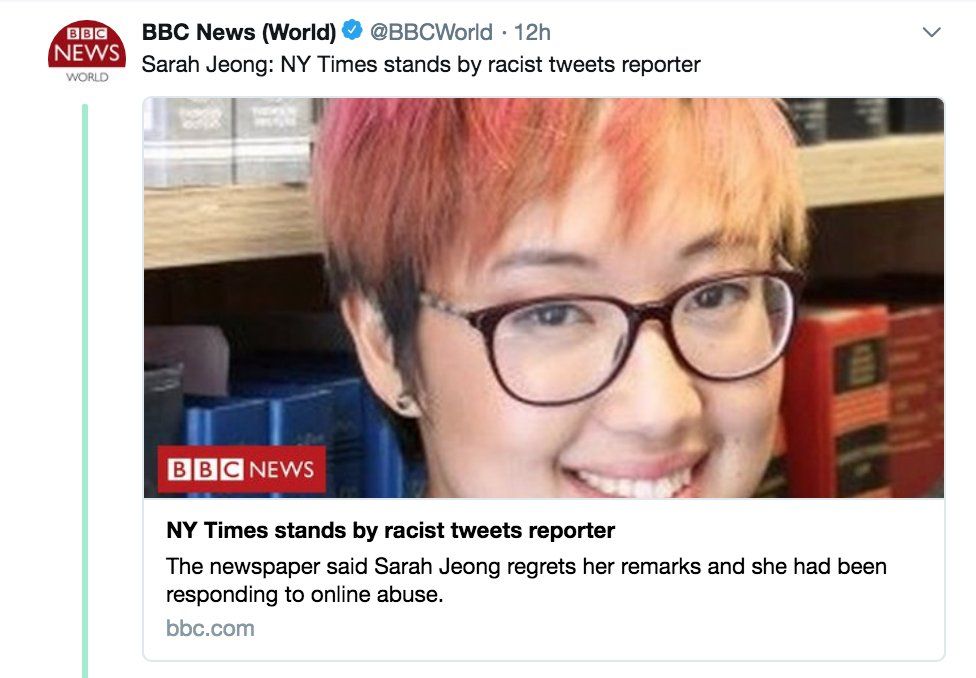 BBC
NEWS
WORLD
BBC News (World) @BBCWorld · 12h
Sarah Jeong: NY Times stands by racist tweets reporter
BBC NEWS
NY Times stands by racist tweets reporter
The newspaper said Sarah Jeong regrets her remarks and she had been
responding to online abuse.
bbc.com